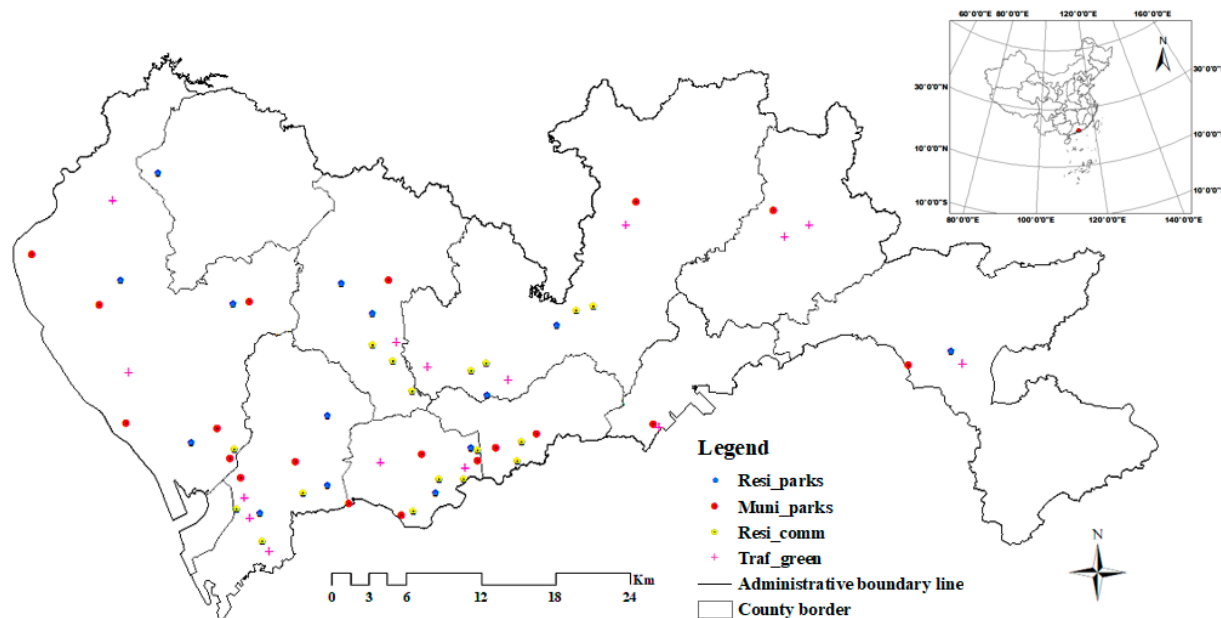 60°0'0"E 80°0'0"E 120°0'0"E 160°0'0"E
N
30°0'0"N 30°0'0"N
10°0'0"N 10°0'0"N
10°0'0"S 10°0'0"S
80°0'0"E 100°0'0"E 120°0'0"E 140°0'0"E
Legend
Resi_parks
Muni_parks
Resi_comm
Traf_green
Administrative boundary line
County border
Km
0 3 6 12 18 24
N